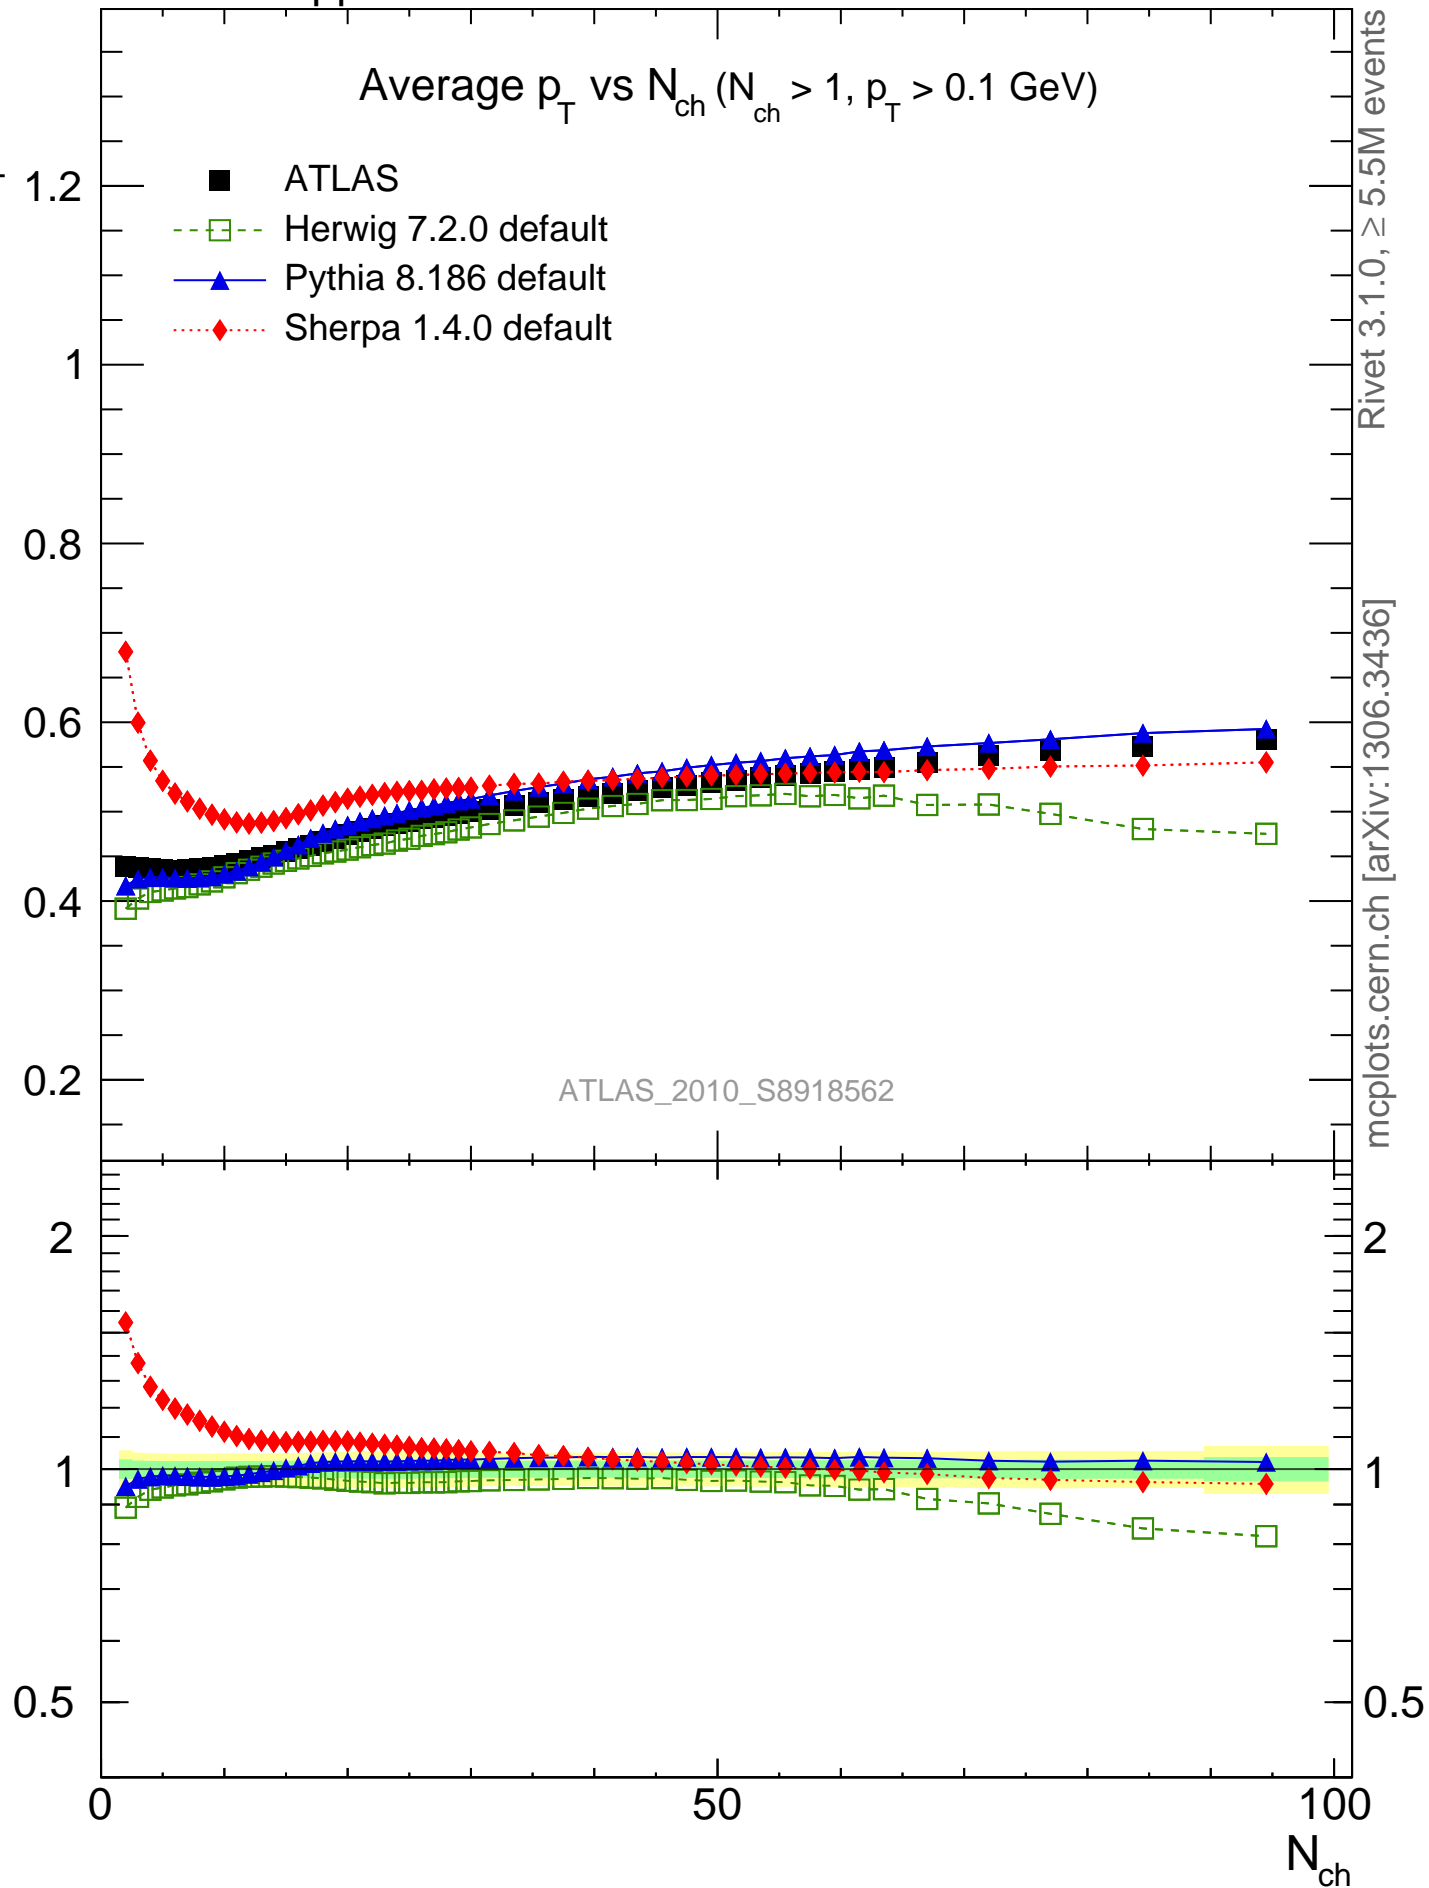 Average p_T vs N_ch (N_ch > 1, p_T > 0.1 GeV)
ATLAS
Herwig 7.2.0 default
Pythia 8.186 default
Sherpa 1.4.0 default
1.2
1
0.8
0.6
0.4
0.2
ATLAS_2010_S8918562
Rivet 3.1.0, ≥ 5.5M events
mcplots.cern.ch [arXiv:1306.3436]
2
2
1
1
0.5
0.5
0
50
100
N_ch